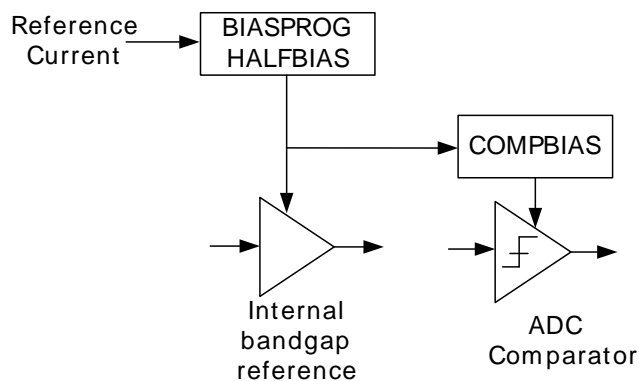 Reference
Current
BIASPROG
HALFBIAS
COMPBIAS
Internal
bandgap
reference
ADC
Comparator